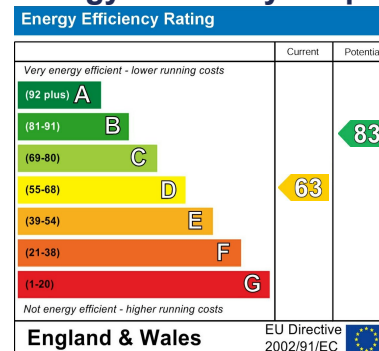 Energy Efficiency Rating
Current
Potentia
Very energy efficient - lower running costs
(92 plus) A
(81-91) B
83
(69-80) C
(55-68) D
63
(39-54) E
(21-38) F
(1-20) G
Not energy efficient - higher running costs
England & Wales
EU Directive
2002/91/EC